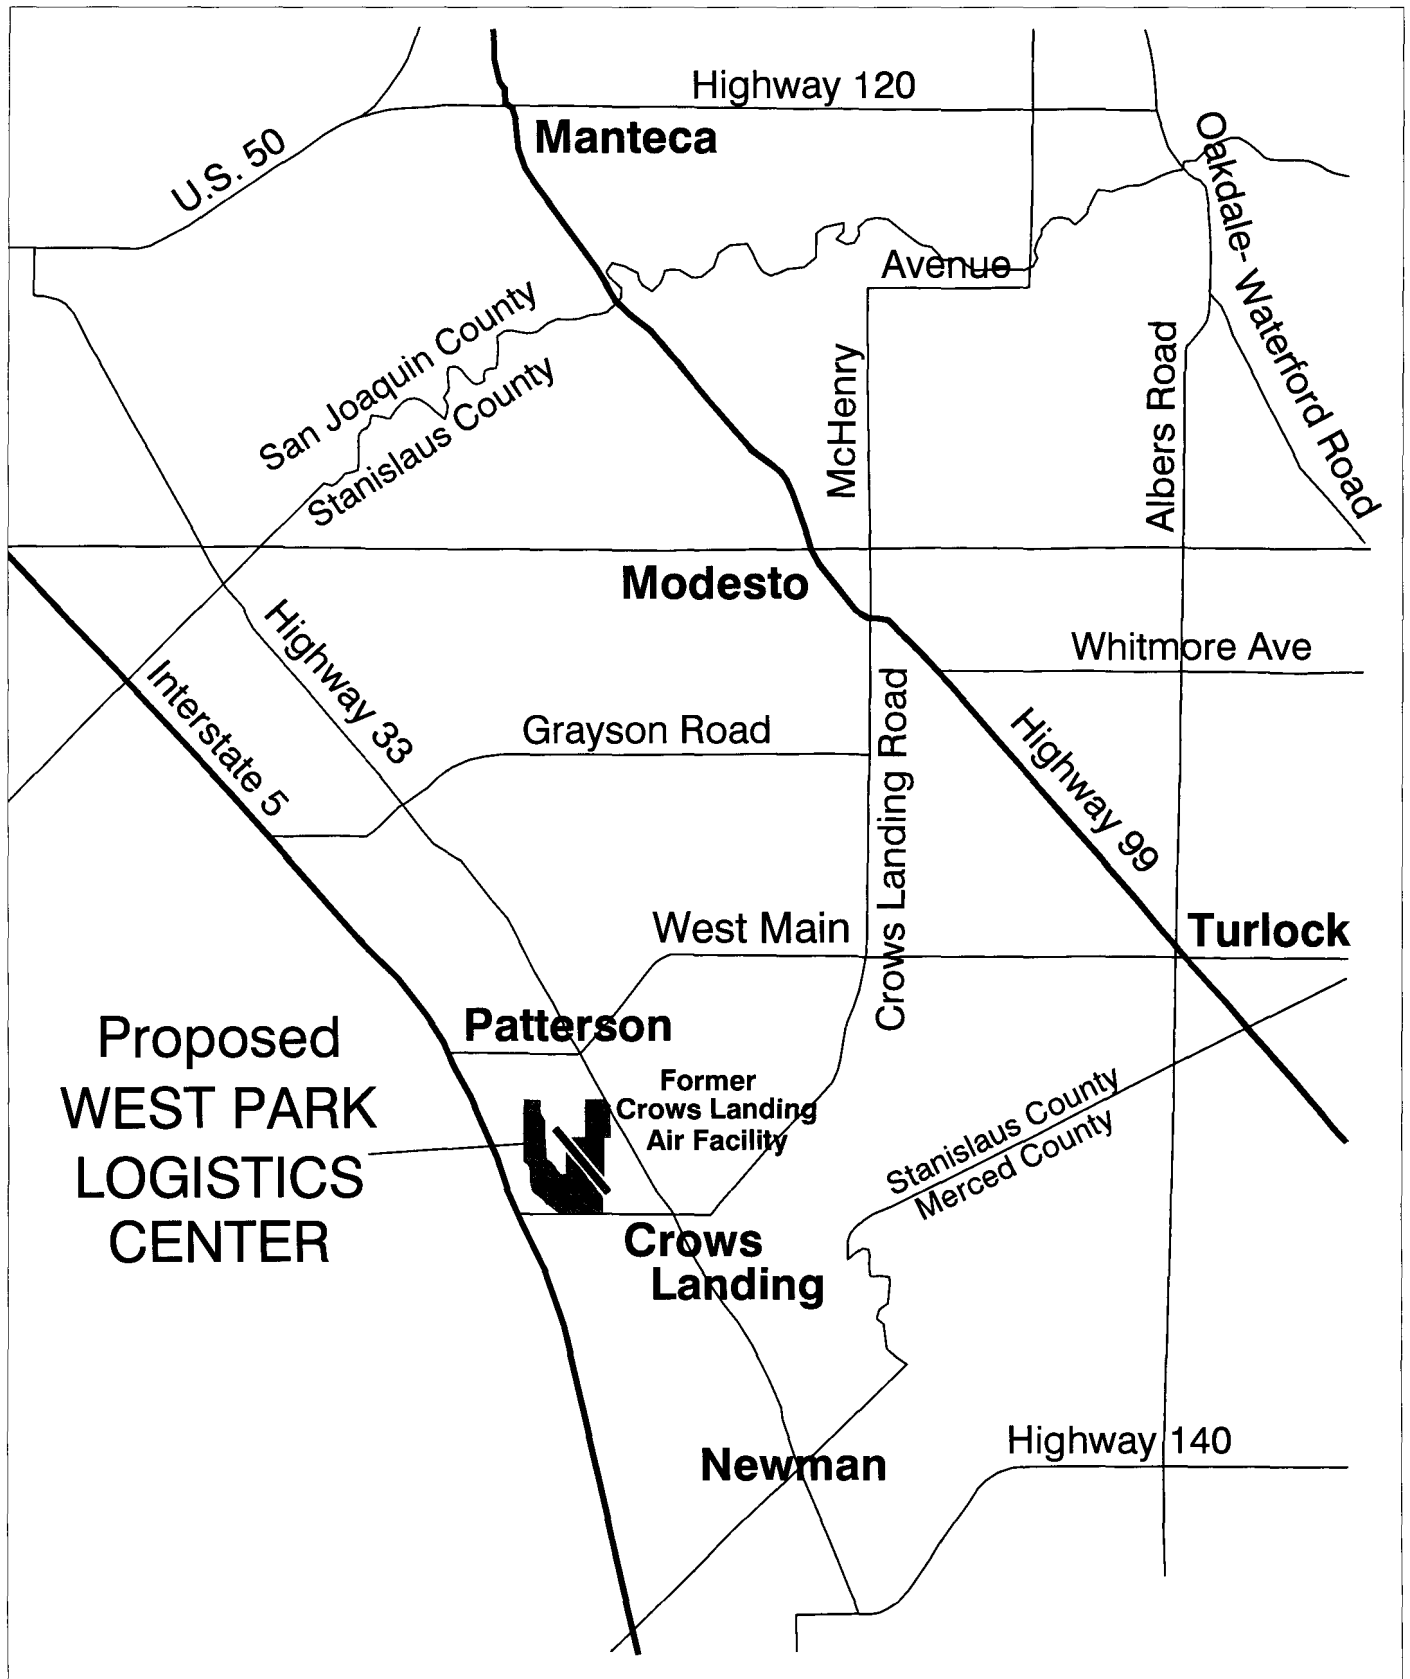 Highway 120
Manteca
U.S. 50
Oakdale- Waterford Road
Avenue
San Joaquin County
Stanislaus County
McHenry
Albers Road
Modesto
Highway 33
Whitmore Ave
Interstate 5
Grayson Road
Crows Landing Road
Highway 99
West Main
Turlock
Patterson
Proposed
WEST PARK
LOGISTICS
CENTER
Former
Crows Landing
Air Facility
Stanislaus County
Merced County
Crows
Landing
Highway 140
Newman